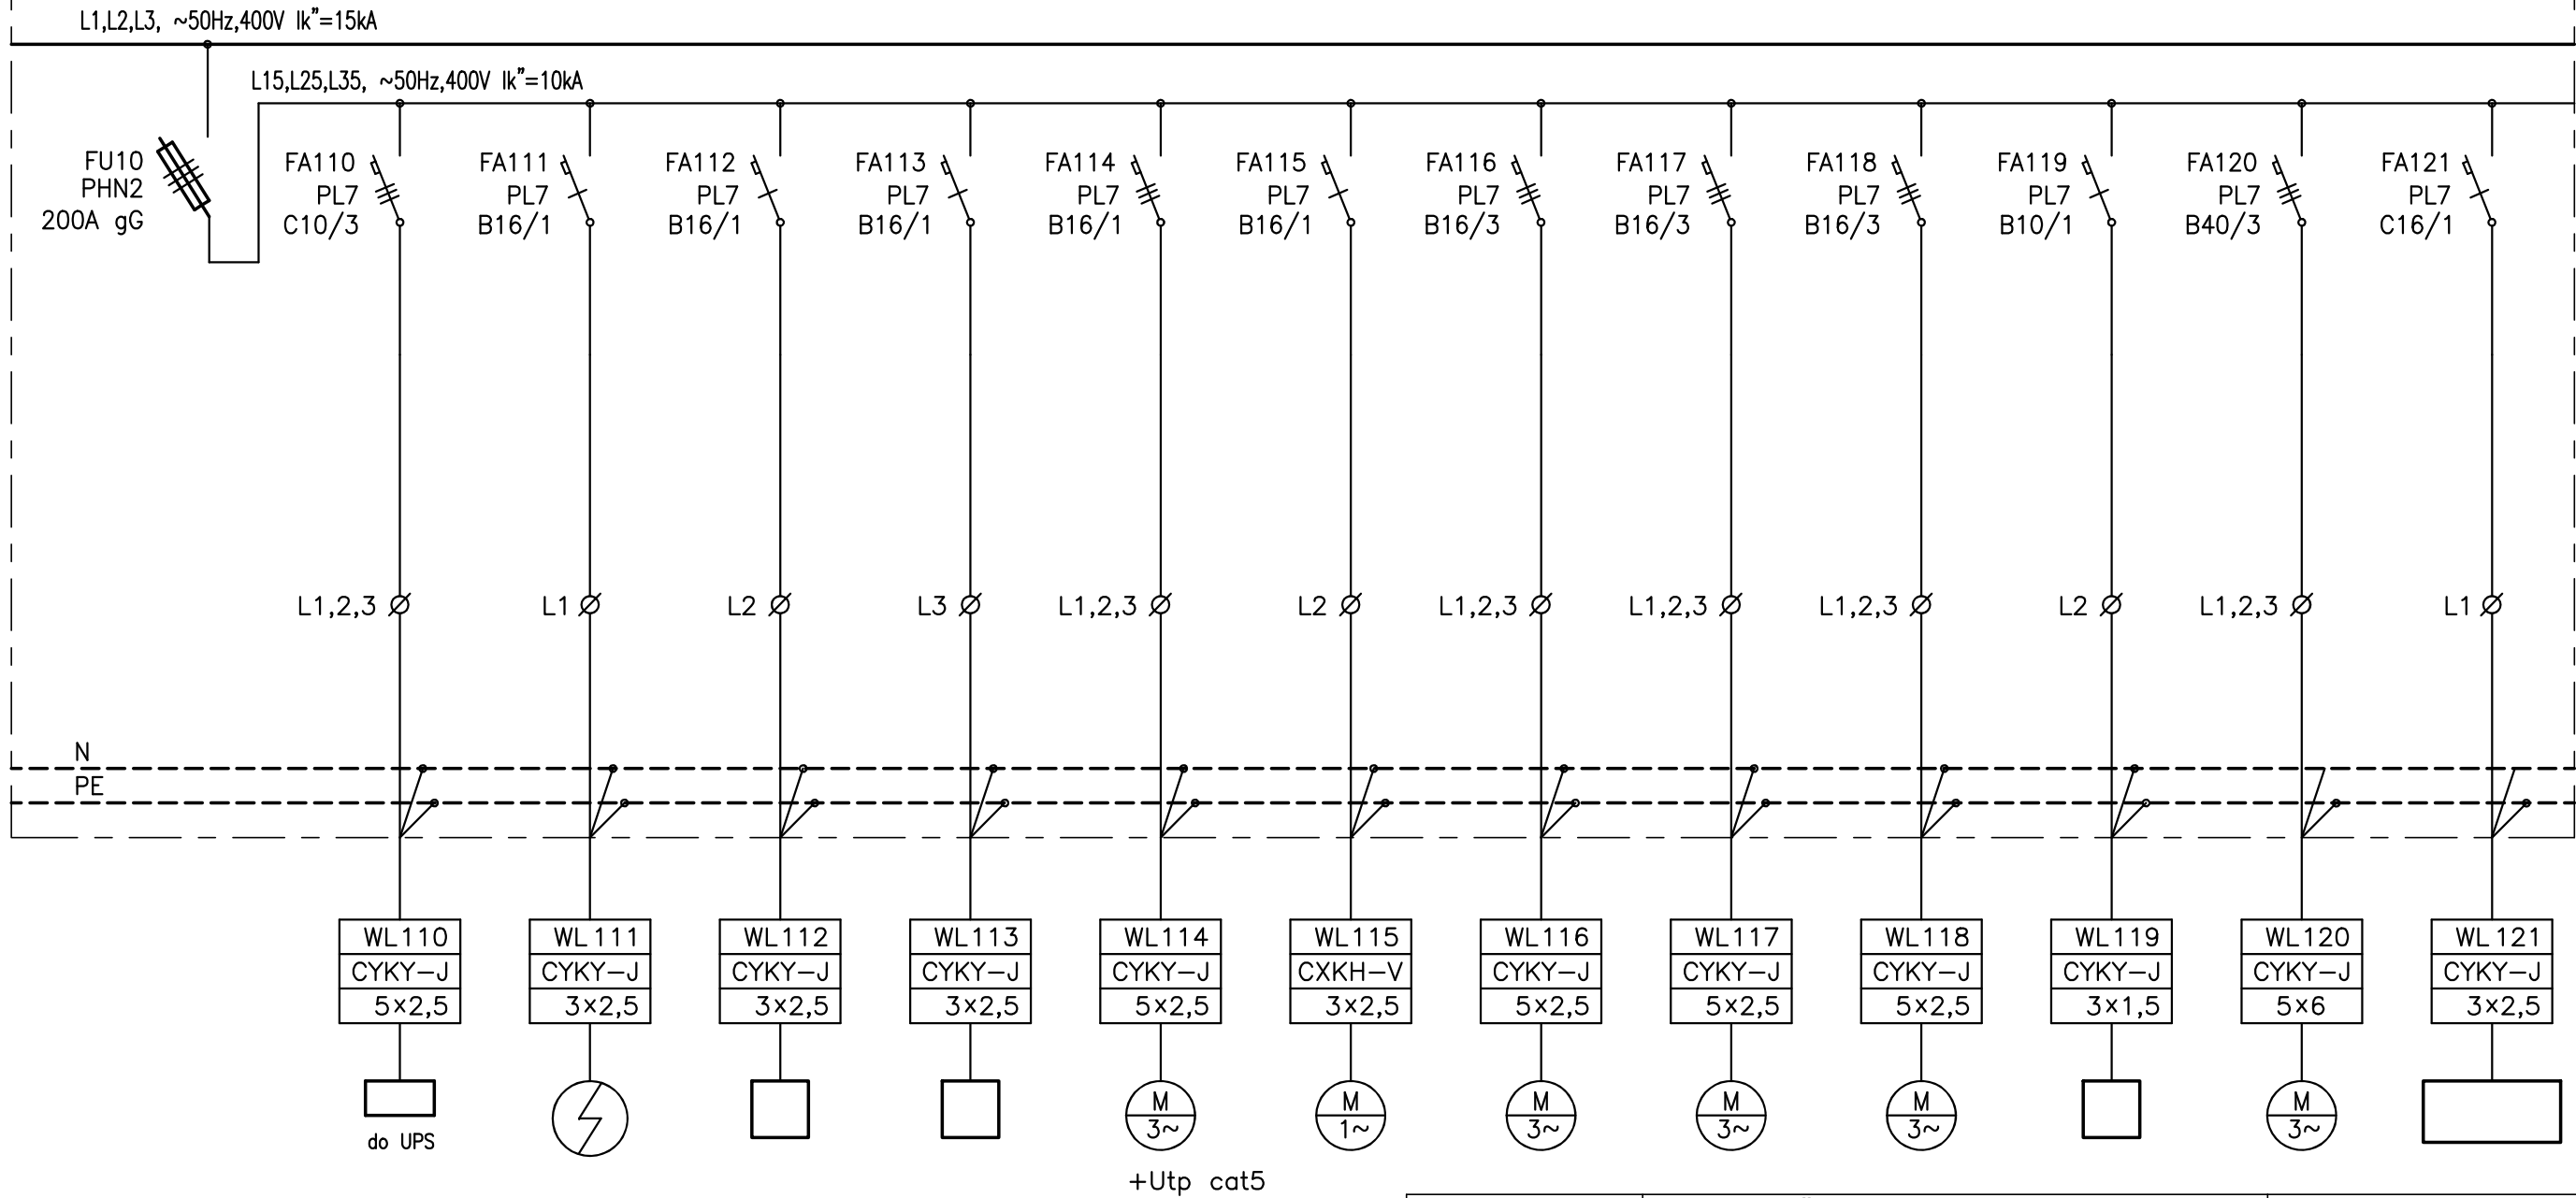 L1,L2,L3, ~50Hz,400V Ik"=15kA
L15,L25,L35, ~50Hz,400V Ik"=10kA
FU10
PHN2
200A gG
FA110
PL7
C10/3
FA111
PL7
B16/1
FA112
PL7
B16/1
FA113
PL7
B16/1
FA114
PL7
B16/1
FA115
PL7
B16/1
FA116
PL7
B16/3
FA117
PL7
B16/3
FA118
PL7
B16/3
FA119
PL7
B10/1
FA120
PL7
B40/3
FA121
PL7
C16/1
L1,2,3
L1
L2
L3
L1,2,3
L2
L1,2,3
L1,2,3
L1,2,3
L2
L1,2,3
L1
N
PE
WL110
CYKY-J
5×2,5
WL111
CYKY-J
3×2,5
WL112
CYKY-J
3×2,5
WL113
CYKY-J
3×2,5
WL114
CYKY-J
5×2,5
WL115
CXKH-V
3×2,5
WL116
CYKY-J
5×2,5
WL117
CYKY-J
5×2,5
WL118
CYKY-J
5×2,5
WL119
CYKY-J
3×1,5
WL120
CYKY-J
5×6
WL121
CYKY-J
3×2,5
do UPS
M
3~
M
1~
M
3~
M
3~
M
3~
M
3~
+Utp cat5